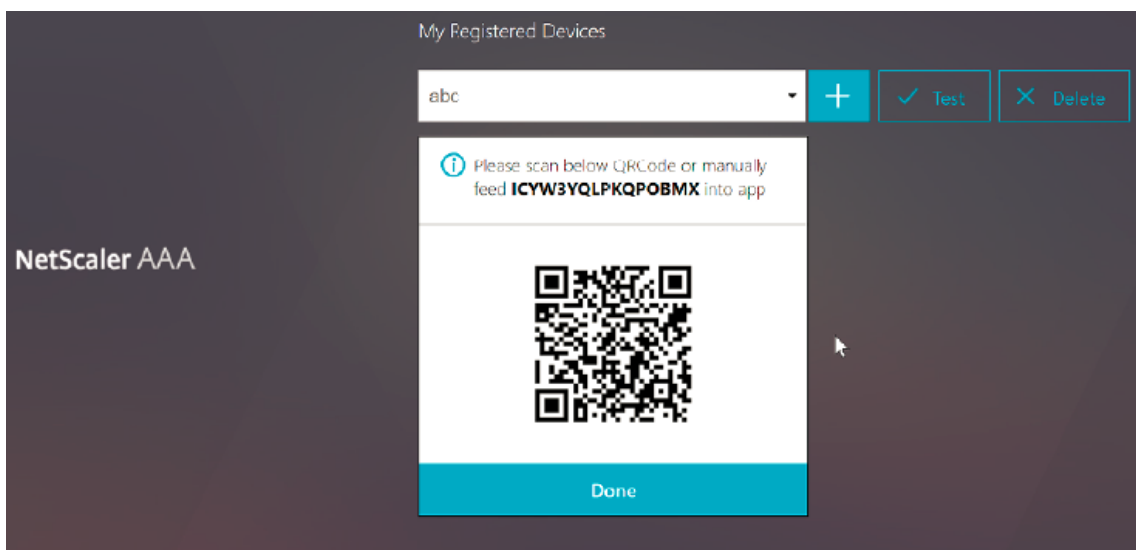 My Registered Devices
abc
Test
Delete
Please scan below QRCode or manually
feed ICYW3YQLPKQPOBMX into app
NetScaler AAA
Done